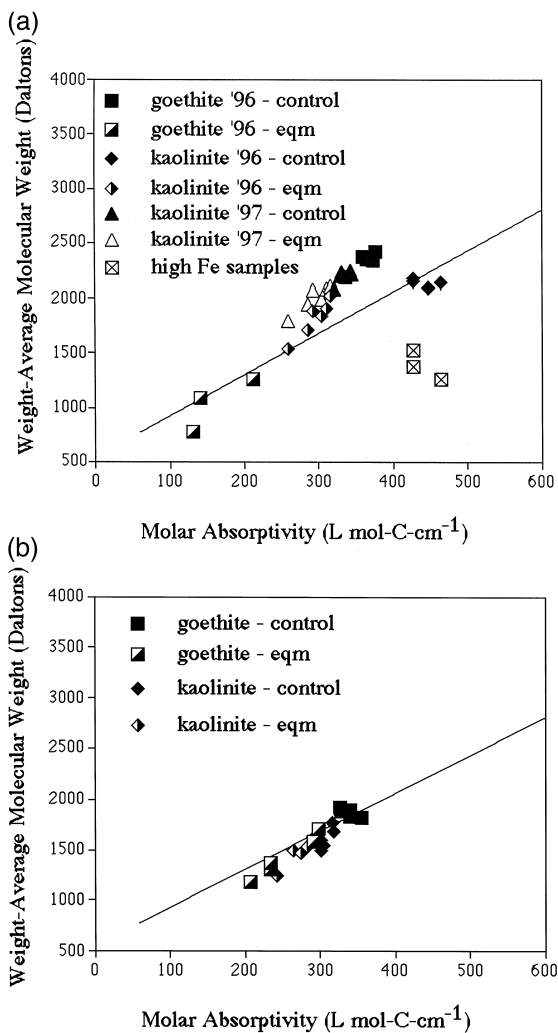 (a)
Weight-Average Molecular Weight (Daltons)
4000
3500
3000
2500
2000
1500
1000
500
goethite '96 - control
goethite '96 - eqm
kaolinite '96 - control
kaolinite '96 - eqm
kaolinite '97 - control
kaolinite '97 - eqm
high Fe samples
0 100 200 300 400 500 600
Molar Absorptivity (L mol-C-cm⁻¹)
(b)
Weight-Average Molecular Weight (Daltons)
4000
3500
3000
2500
2000
1500
1000
500
goethite - control
goethite - eqm
kaolinite - control
kaolinite - eqm
0 100 200 300 400 500 600
Molar Absorptivity (L mol-C-cm⁻¹)